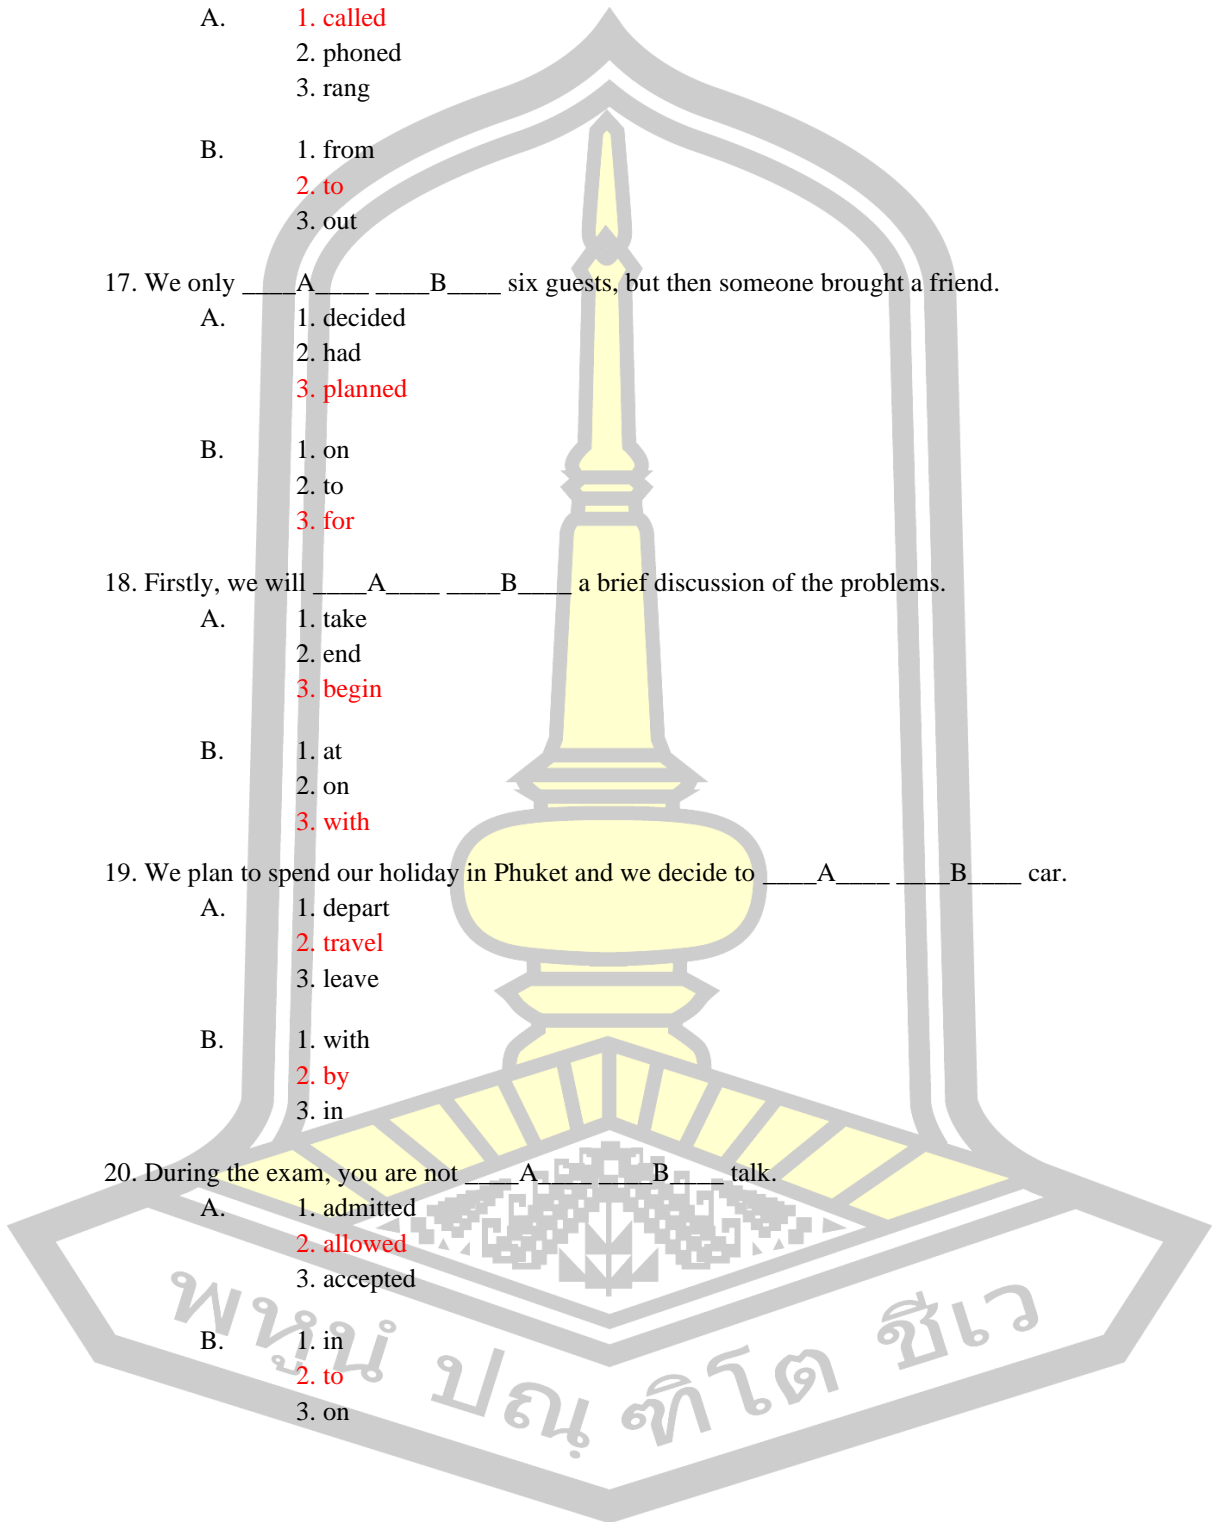 A. 1. called
2. phoned
3. rang
B. 1. from
2. to
3. out
17. We only ____A____ ____B____ six guests, but then someone brought a friend.
A. 1. decided
2. had
3. planned
B. 1. on
2. to
3. for
18. Firstly, we will ____A____ ____B____ a brief discussion of the problems.
A. 1. take
2. end
3. begin
B. 1. at
2. on
3. with
19. We plan to spend our holiday in Phuket and we decide to ____A____ ____B____ car.
A. 1. depart
2. travel
3. leave
B. 1. with
2. by
3. in
20. During the exam, you are not ____A____ ____B____ talk.
A. 1. admitted
2. allowed
3. accepted
B. 1. in
2. to
3. on
พหูนํ ปณฺฑิโต ชีเว